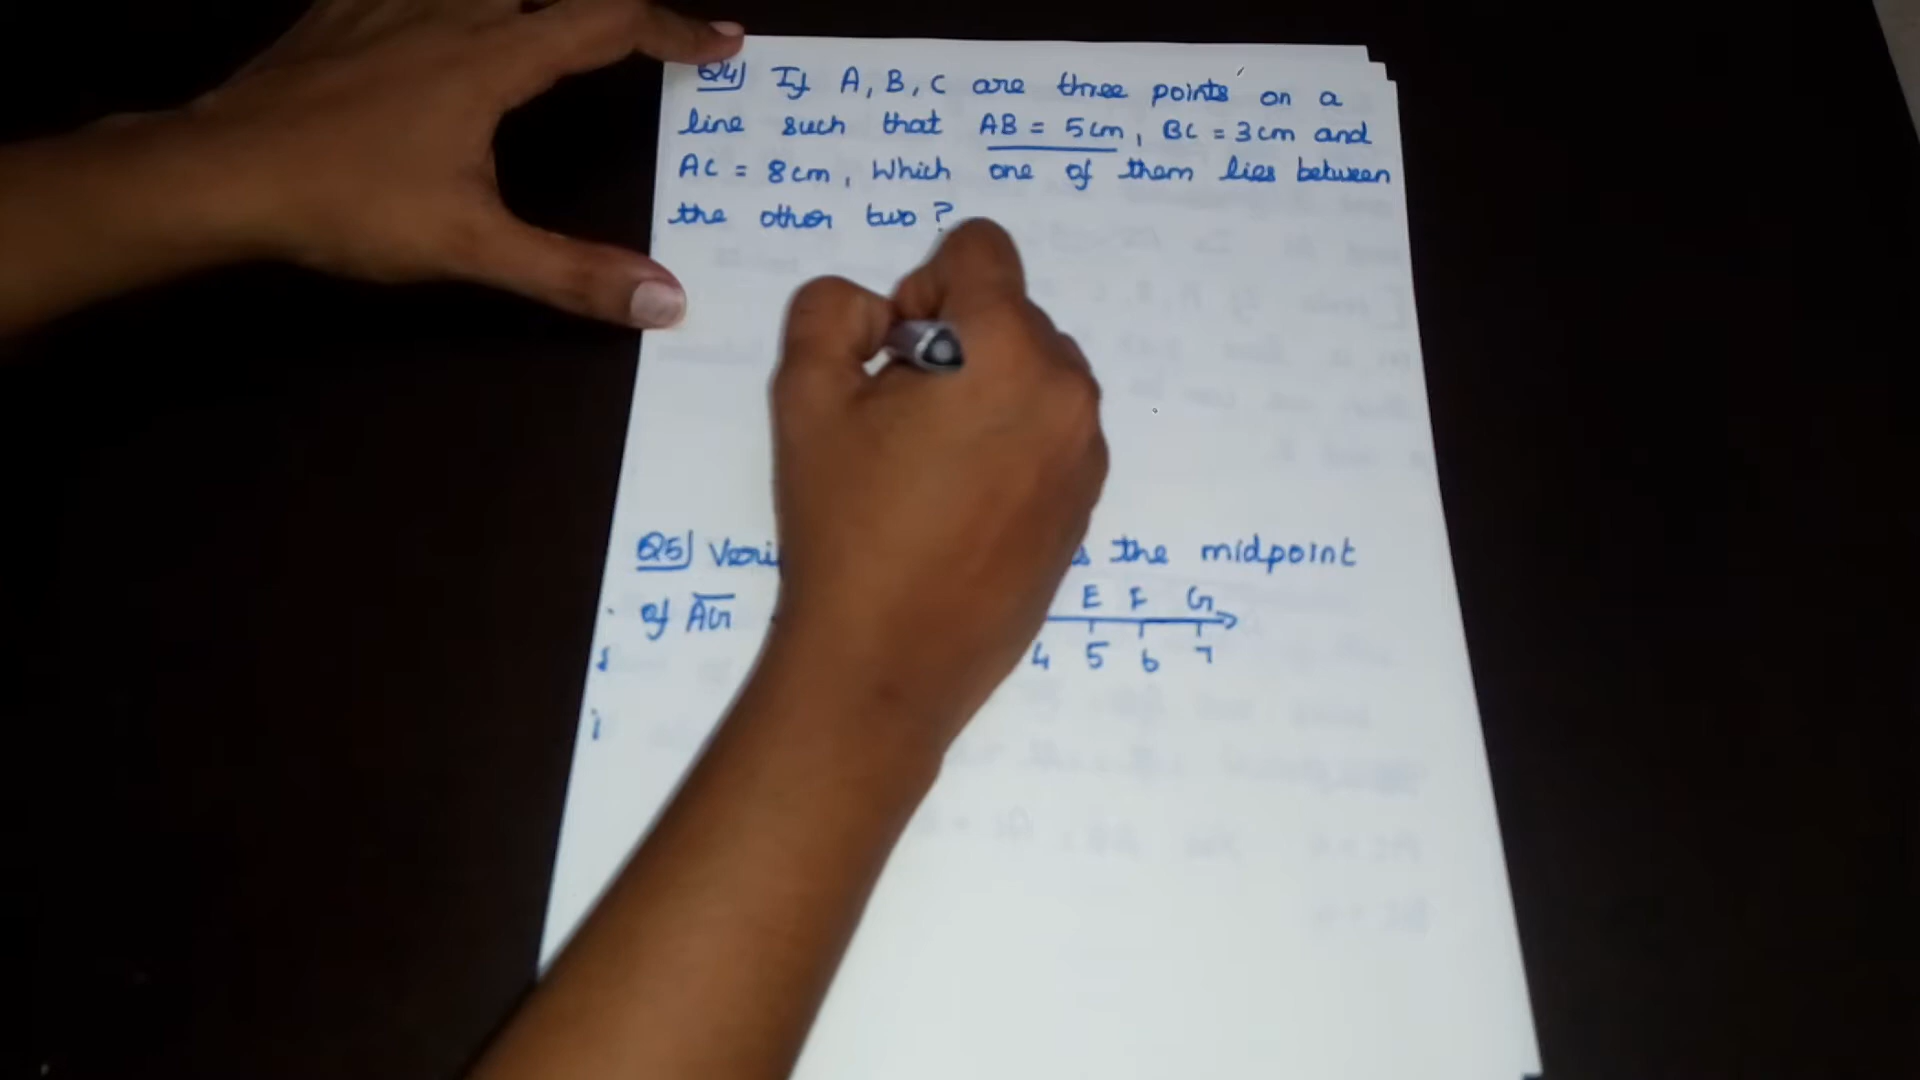 Q4) If A, B, C are three points on a
line such that AB = 5cm, BC = 3cm and
AC = 8cm, Which one of them lies between
the other two?
Q5) the midpoint
of AG
E F G
4 5 6 7